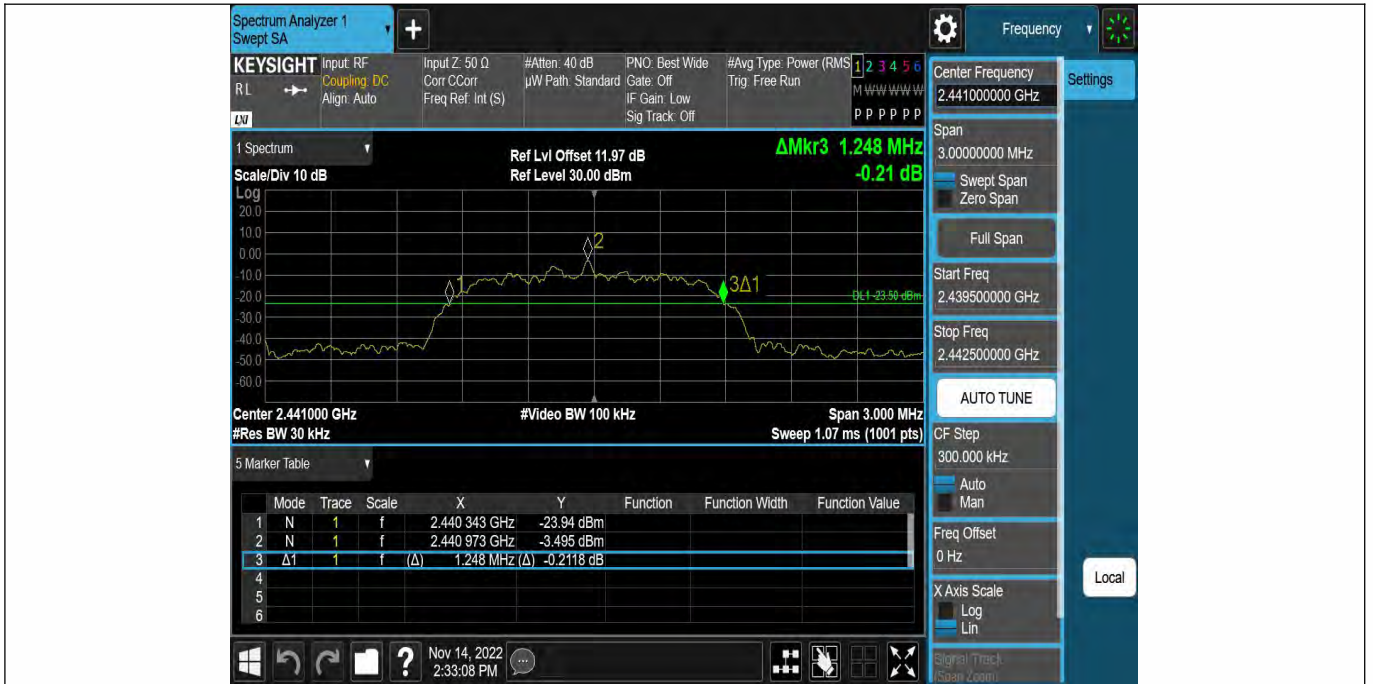 Spectrum Analyzer 1
Swept SA
+
Frequency
KEYSIGHT
RL
LXI
Input: RF
Coupling: DC
Align: Auto
Input Z: 50 Ω
Corr CCorr
Freq Ref: Int (S)
#Atten: 40 dB
µW Path: Standard
PNO: Best Wide
Gate: Off
IF Gain: Low
Sig Track: Off
#Avg Type: Power (RMS
Trig: Free Run
1 2 3 4 5 6
M W W W W W
P P P P P P
1 Spectrum
Scale/Div 10 dB
Ref Lvl Offset 11.97 dB
Ref Level 30.00 dBm
ΔMkr3 1.248 MHz
-0.21 dB
Log
20.0
10.0
0.00
-10.0
-20.0
-30.0
-40.0
-50.0
-60.0
1
2
3Δ1
DL1 -23.50 dBm
Center 2.441000 GHz
#Video BW 100 kHz
Span 3.000 MHz
#Res BW 30 kHz
Sweep 1.07 ms (1001 pts)
5 Marker Table
Mode Trace Scale X Y Function Function Width Function Value
1 N 1 f 2.440 343 GHz -23.94 dBm
2 N 1 f 2.440 973 GHz -3.495 dBm
3 Δ1 1 f (Δ) 1.248 MHz (Δ) -0.2118 dB
4
5
6
?
Nov 14, 2022
2:33:08 PM
Center Frequency
2.441000000 GHz
Settings
Span
3.00000000 MHz
Swept Span
Zero Span
Full Span
Start Freq
2.439500000 GHz
Stop Freq
2.442500000 GHz
AUTO TUNE
CF Step
300.000 kHz
Auto
Man
Freq Offset
0 Hz
X Axis Scale
Log
Lin
Local
Signal Track
(Span Zoom)